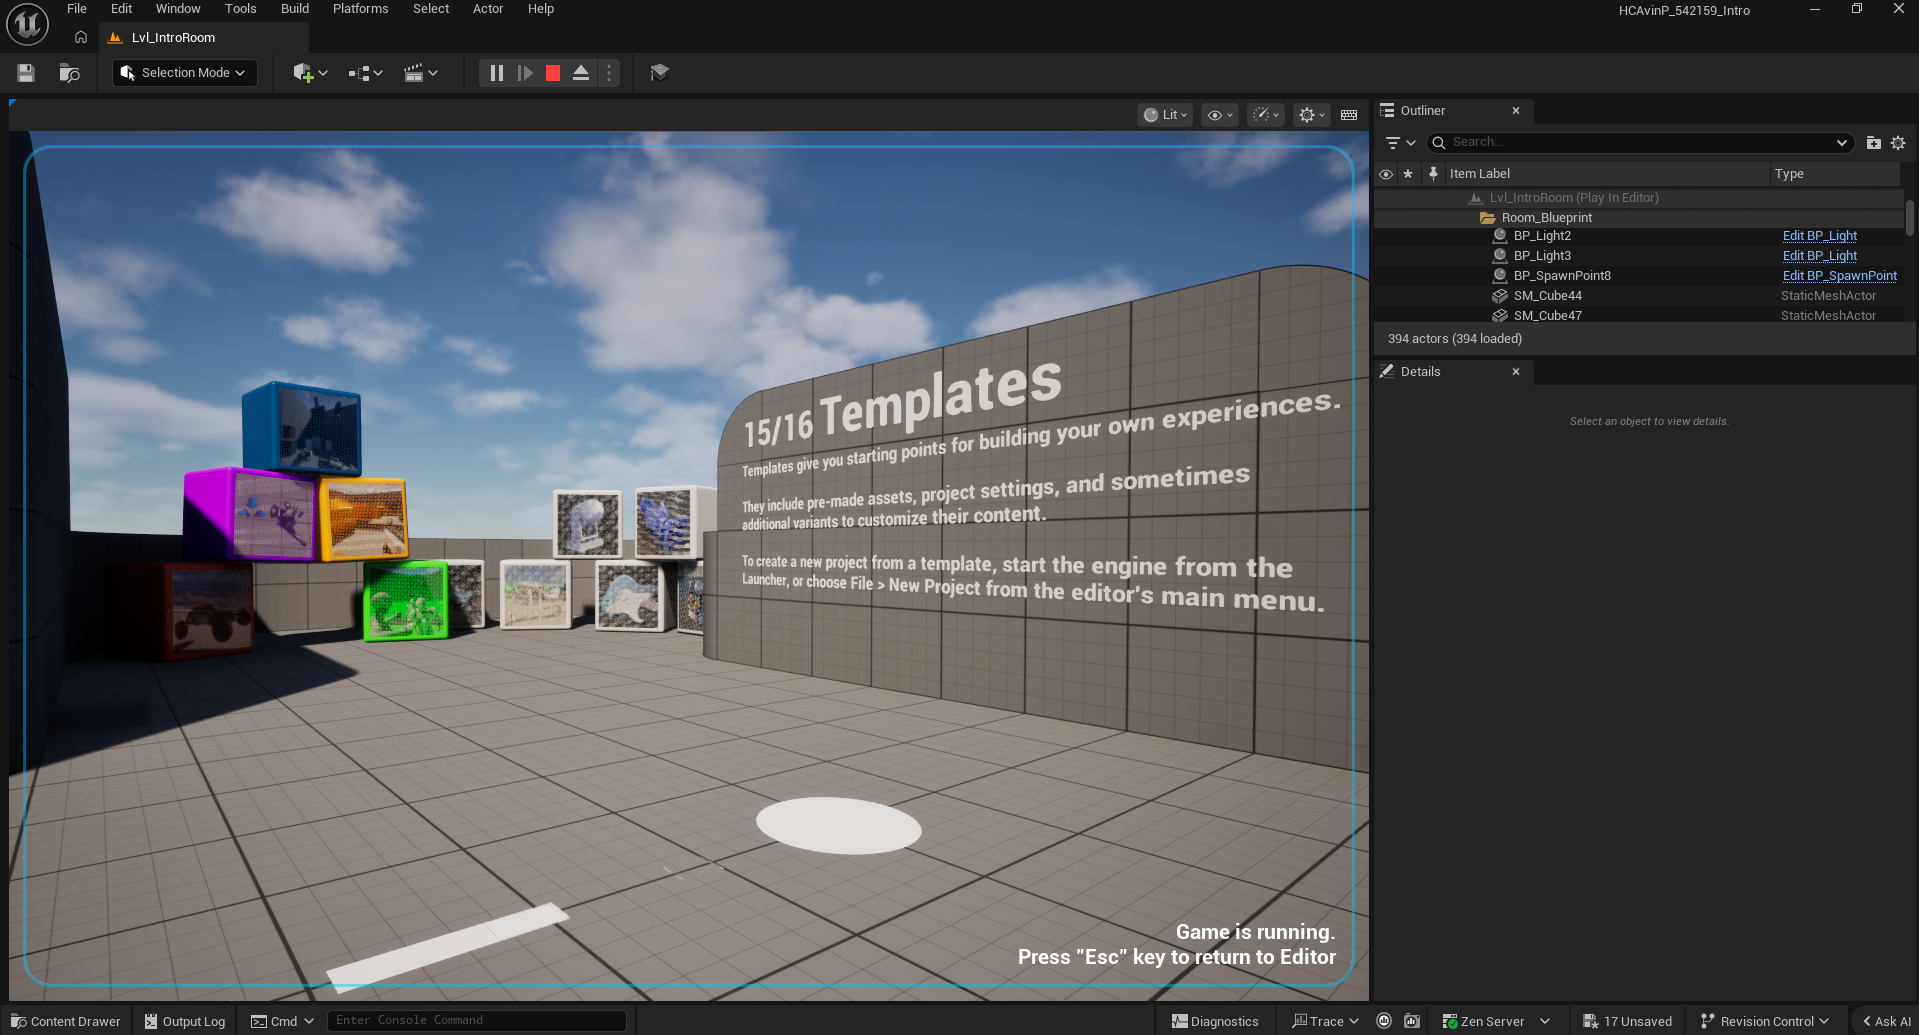 File Edit Window Tools Build Platforms Select Actor Help
HCAvinP_542159_Intro
Lvl_IntroRoom
Selection Mode
Lit
Outliner
Search...
Item Label Type
Lvl_IntroRoom (Play In Editor)
Room_Blueprint
BP_Light2 Edit BP_Light
BP_Light3 Edit BP_Light
BP_SpawnPoint8 Edit BP_SpawnPoint
SM_Cube44 StaticMeshActor
SM_Cube47 StaticMeshActor
394 actors (394 loaded)
Details
Select an object to view details.
15/16 Templates
Templates give you starting points for building your own experiences.
They include pre-made assets, project settings, and sometimes
additional variants to customize their content.
To create a new project from a template, start the engine from the
Launcher, or choose File > New Project from the editor's main menu.
Game is running.
Press "Esc" key to return to Editor
Content Drawer Output Log Cmd Enter Console Command Diagnostics Trace Zen Server 17 Unsaved Revision Control Ask AI